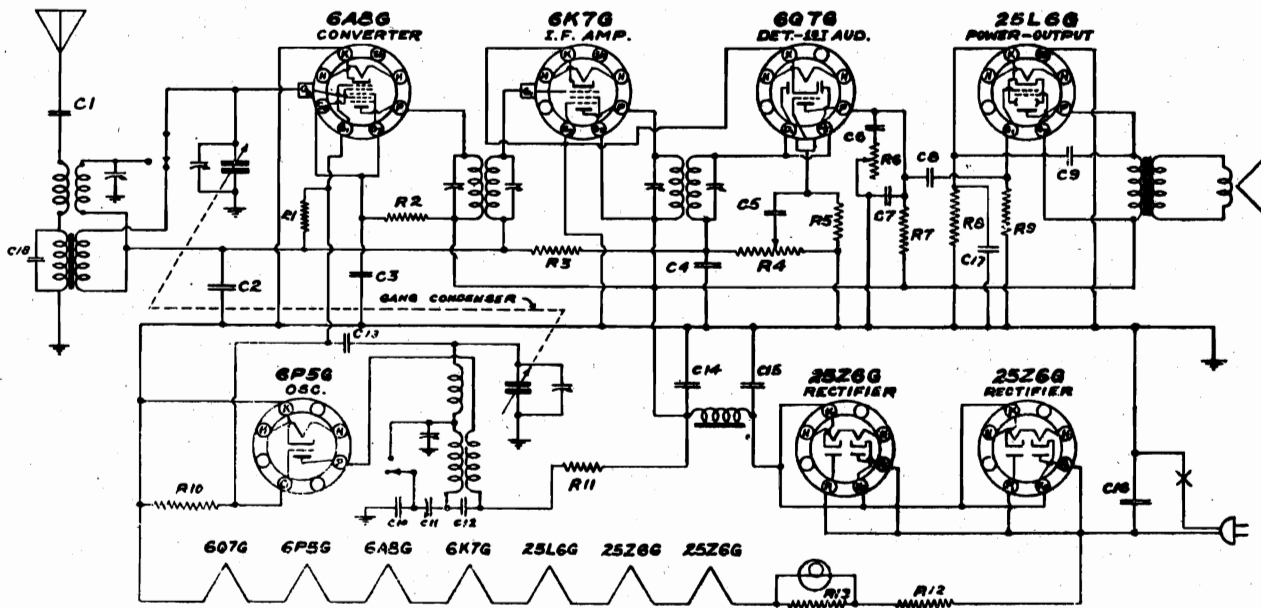 6A8G
CONVERTER
6K7G
I.F. AMP.
6Q7G
DET.-1ST AUD.
25L6G
POWER-OUTPUT
C1
C18
C2
R1
C3
R2
R3
C4
C5
R4
R5
C6
R6
C7
C8
R7
R8
C17
R9
C9
GANG CONDENSER
C13
6P5G
OSC.
C14
C15
25Z6G
RECTIFIER
25Z6G
RECTIFIER
R10
C10
C11
C12
R11
C16
6Q7G
6P5G
6A8G
6K7G
25L6G
25Z6G
25Z6G
R13
R12